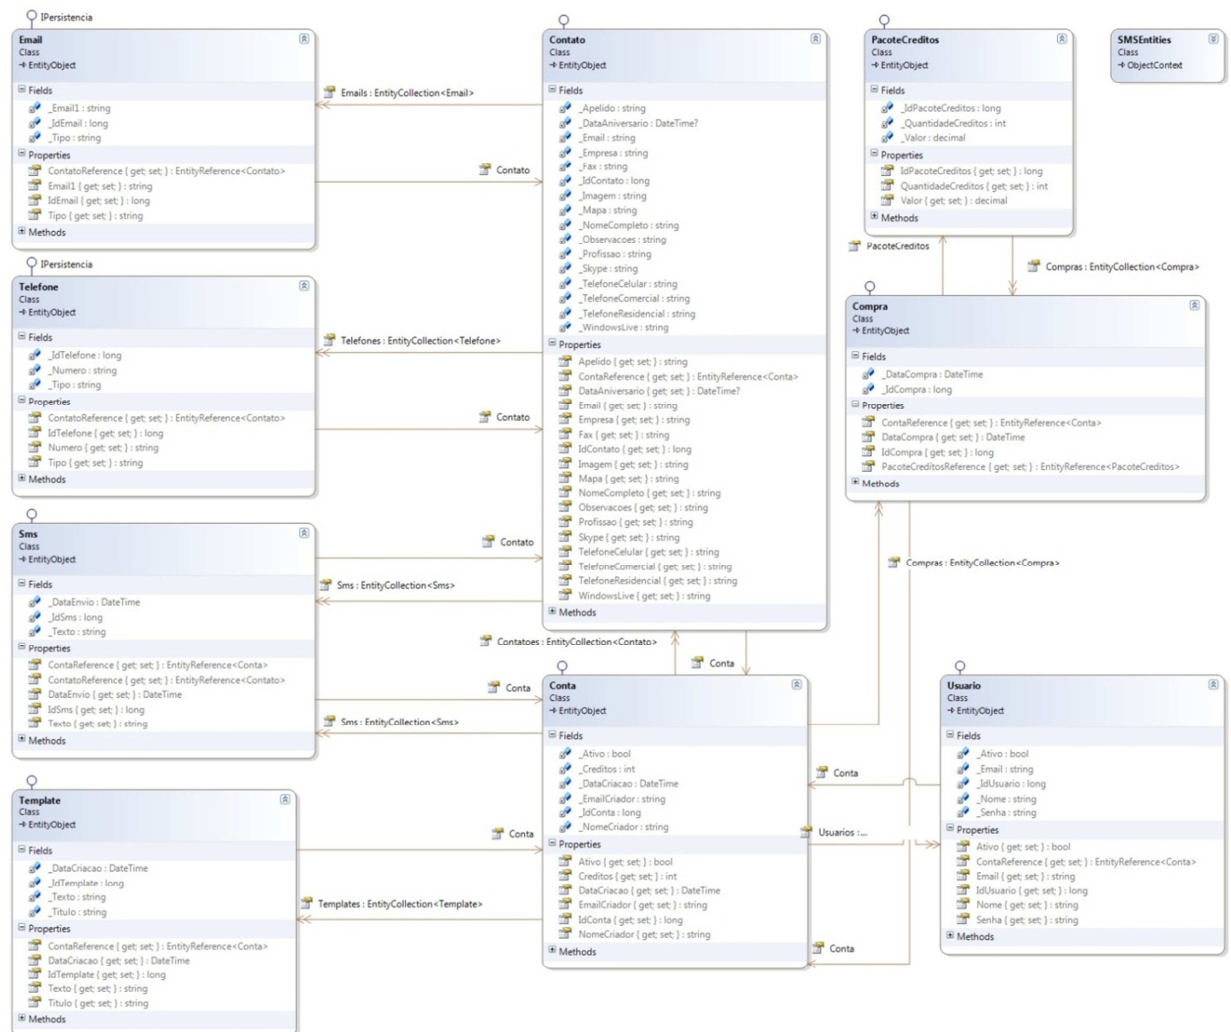 IPersistencia
Email
Class
EntityObject
Fields
_Email1 : string
_IdEmail : long
_Tipo : string
Properties
ContatoReference { get; set; } : EntityReference<Contato>
Email1 { get; set; } : string
IdEmail { get; set; } : long
Tipo { get; set; } : string
Methods
Emails : EntityCollection<Email>
Contato
IPersistencia
Telefone
Class
EntityObject
Fields
_IdTelefone : long
_Numero : string
_Tipo : string
Properties
ContatoReference { get; set; } : EntityReference<Contato>
IdTelefone { get; set; } : long
Numero { get; set; } : string
Tipo { get; set; } : string
Methods
Telefones : EntityCollection<Telefone>
Contato
Sms
Class
EntityObject
Fields
_DataEnvio : DateTime
_IdSms : long
_Texto : string
Properties
ContaReference { get; set; } : EntityReference<Conta>
ContatoReference { get; set; } : EntityReference<Contato>
DataEnvio { get; set; } : DateTime
IdSms { get; set; } : long
Texto { get; set; } : string
Methods
Contato
Sms : EntityCollection<Sms>
Conta
Sms : EntityCollection<Sms>
Template
Class
EntityObject
Fields
_DataCriacao : DateTime
_IdTemplate : long
_Texto : string
_Titulo : string
Properties
ContaReference { get; set; } : EntityReference<Conta>
DataCriacao { get; set; } : DateTime
IdTemplate { get; set; } : long
Texto { get; set; } : string
Titulo { get; set; } : string
Methods
Conta
Templates : EntityCollection<Template>
Contato
Class
EntityObject
Fields
_Apelido : string
_DataAniversario : DateTime?
_Email : string
_Empresa : string
_Fax : string
_IdContato : long
_Imagem : string
_Mapa : string
_NomeCompleto : string
_Observacoes : string
_Profissao : string
_Skype : string
_TelefoneCelular : string
_TelefoneComercial : string
_TelefoneResidencial : string
_WindowsLive : string
Properties
Apelido { get; set; } : string
ContaReference { get; set; } : EntityReference<Conta>
DataAniversario { get; set; } : DateTime?
Email { get; set; } : string
Empresa { get; set; } : string
Fax { get; set; } : string
IdContato { get; set; } : long
Imagem { get; set; } : string
Mapa { get; set; } : string
NomeCompleto { get; set; } : string
Observacoes { get; set; } : string
Profissao { get; set; } : string
Skype { get; set; } : string
TelefoneCelular { get; set; } : string
TelefoneComercial { get; set; } : string
TelefoneResidencial { get; set; } : string
WindowsLive { get; set; } : string
Methods
Contatoes : EntityCollection<Contato>
Conta
Conta
Class
EntityObject
Fields
_Ativo : bool
_Creditos : int
_DataCriacao : DateTime
_EmailCriador : string
_IdConta : long
_NomeCriador : string
Properties
Ativo { get; set; } : bool
Creditos { get; set; } : int
DataCriacao { get; set; } : DateTime
EmailCriador { get; set; } : string
IdConta { get; set; } : long
NomeCriador { get; set; } : string
Methods
PacoteCreditos
Class
EntityObject
Fields
_IdPacoteCreditos : long
_QuantidadeCreditos : int
_Valor : decimal
Properties
IdPacoteCreditos { get; set; } : long
QuantidadeCreditos { get; set; } : int
Valor { get; set; } : decimal
Methods
SMSEntities
Class
ObjectContext
PacoteCreditos
Compras : EntityCollection<Compra>
Compra
Class
EntityObject
Fields
_DataCompra : DateTime
_IdCompra : long
Properties
ContaReference { get; set; } : EntityReference<Conta>
DataCompra { get; set; } : DateTime
IdCompra { get; set; } : long
PacoteCreditosReference { get; set; } : EntityReference<PacoteCreditos>
Methods
Compras : EntityCollection<Compra>
Conta
Usuarios :...
Conta
Usuario
Class
EntityObject
Fields
_Ativo : bool
_Email : string
_IdUsuario : long
_Nome : string
_Senha : string
Properties
Ativo { get; set; } : bool
ContaReference { get; set; } : EntityReference<Conta>
Email { get; set; } : string
IdUsuario { get; set; } : long
Nome { get; set; } : string
Senha { get; set; } : string
Methods